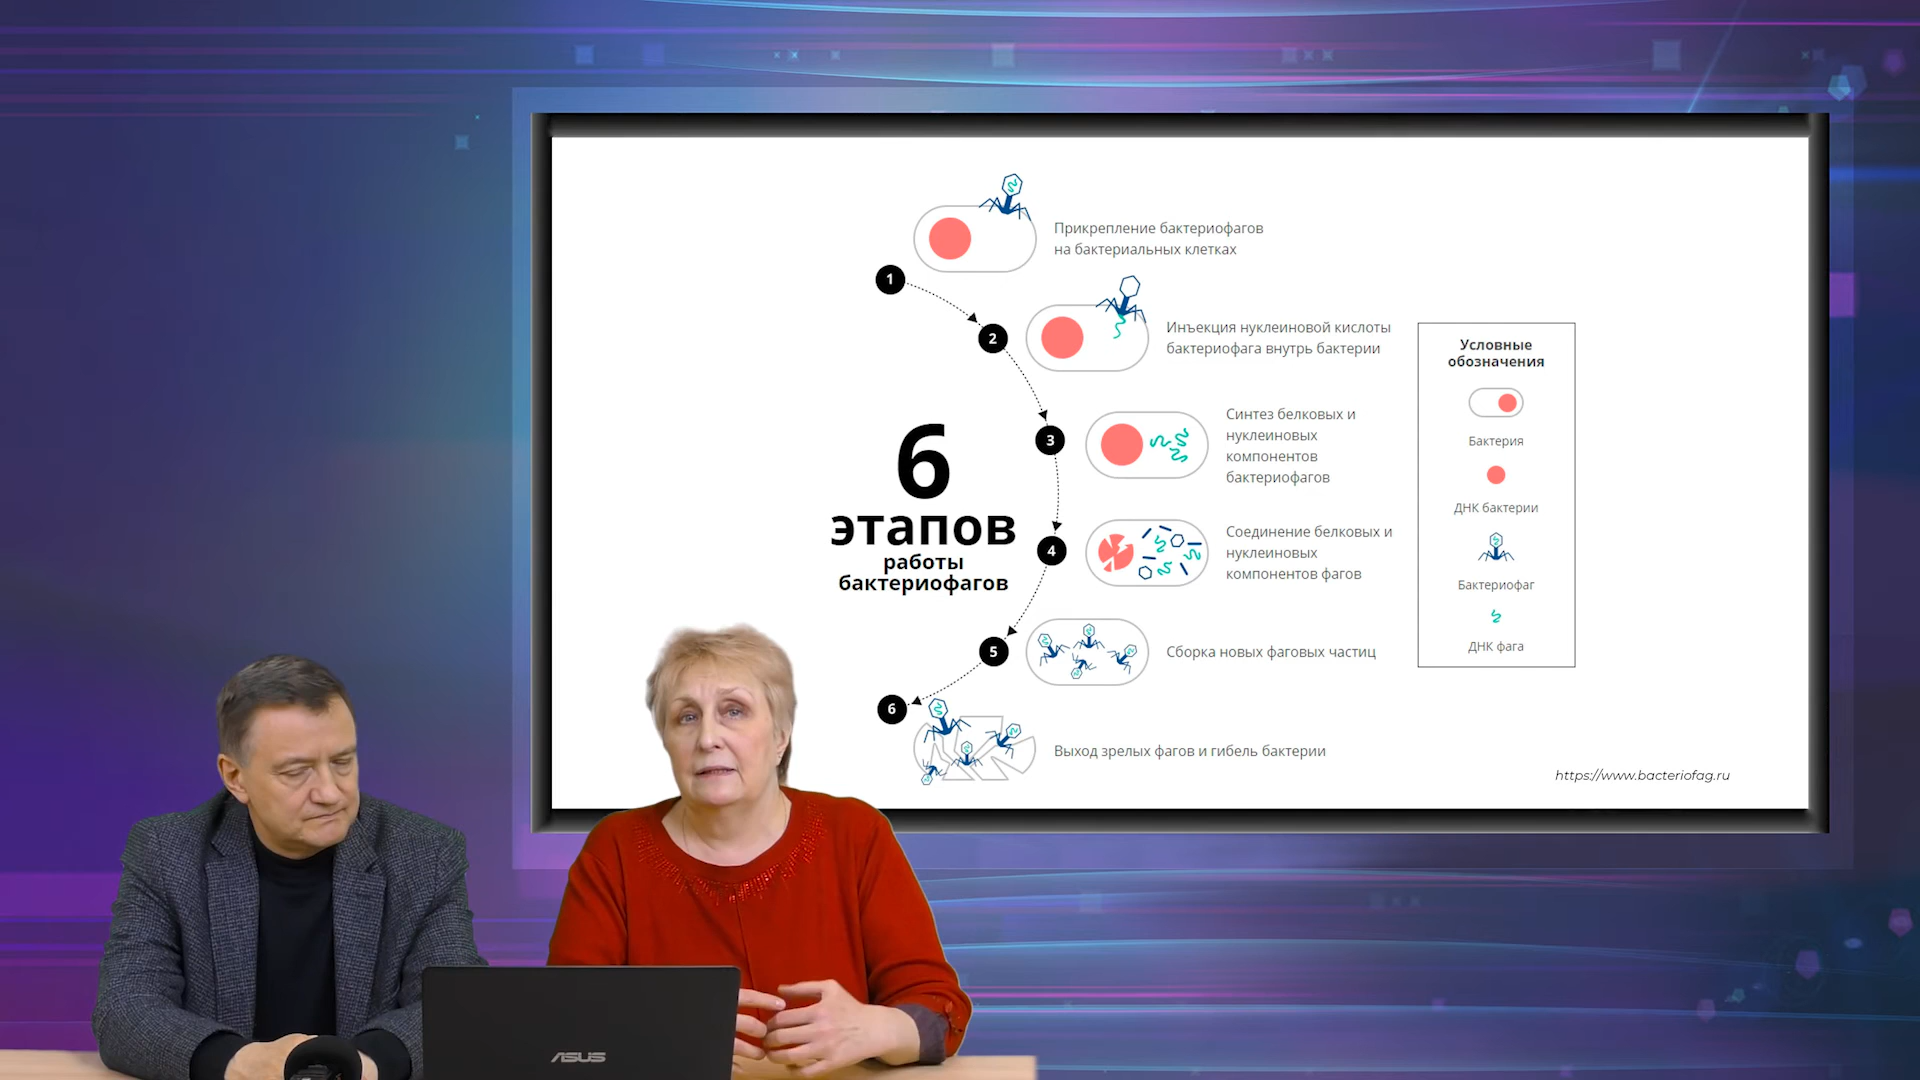 1
Прикрепление бактериофагов
на бактериальных клетках
2
Инъекция нуклеиновой кислоты
бактериофага внутрь бактерии
3
Синтез белковых и
нуклеиновых
компонентов
бактериофагов
6
этапов
работы
бактериофагов
4
Соединение белковых и
нуклеиновых
компонентов фагов
5
Сборка новых фаговых частиц
6
Выход зрелых фагов и гибель бактерии
Условные
обозначения
Бактерия
ДНК бактерии
Бактериофаг
ДНК фага
https://www.bacteriofag.ru
ASUS